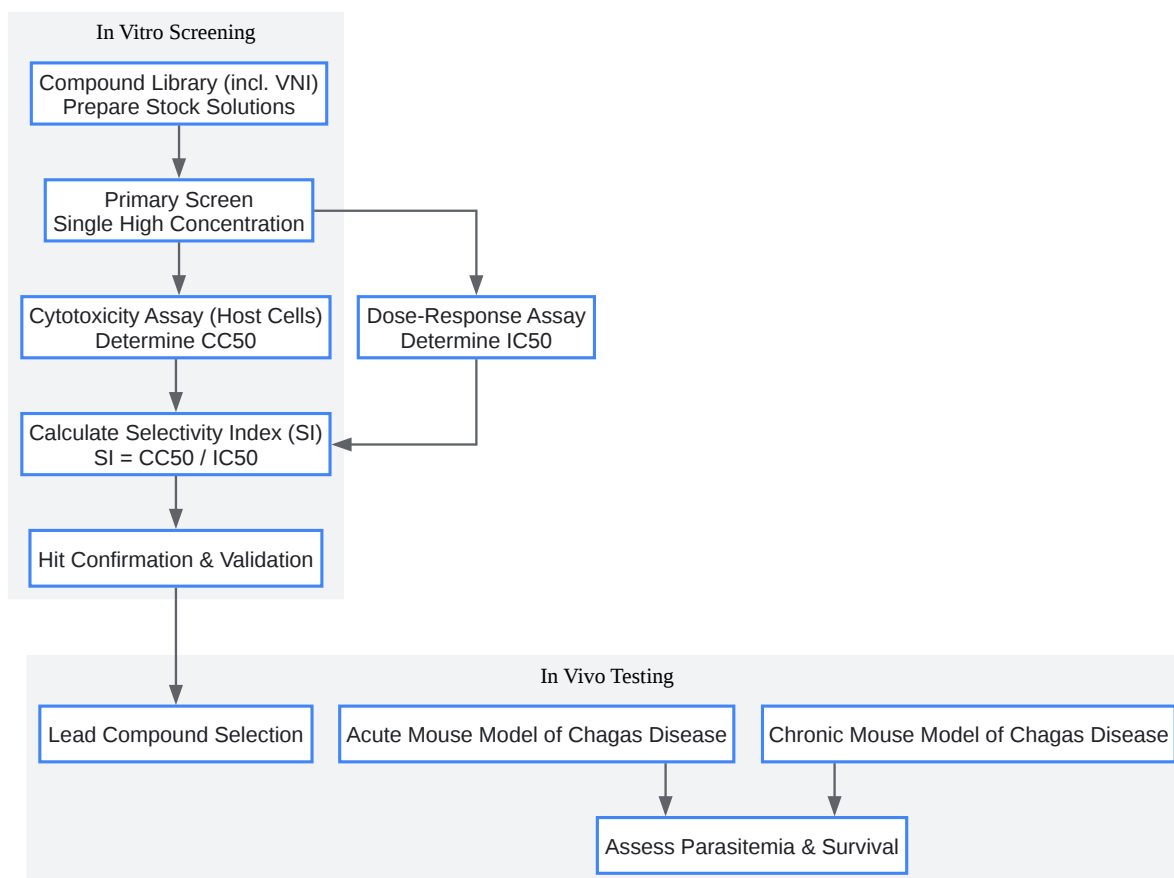 In Vitro Screening
Compound Library (incl. VNI)
Prepare Stock Solutions
Primary Screen
Single High Concentration
Cytotoxicity Assay (Host Cells)
Determine CC50
Dose-Response Assay
Determine IC50
Calculate Selectivity Index (SI)
SI = CC50 / IC50
Hit Confirmation & Validation
In Vivo Testing
Lead Compound Selection
Acute Mouse Model of Chagas Disease
Chronic Mouse Model of Chagas Disease
Assess Parasitemia & Survival